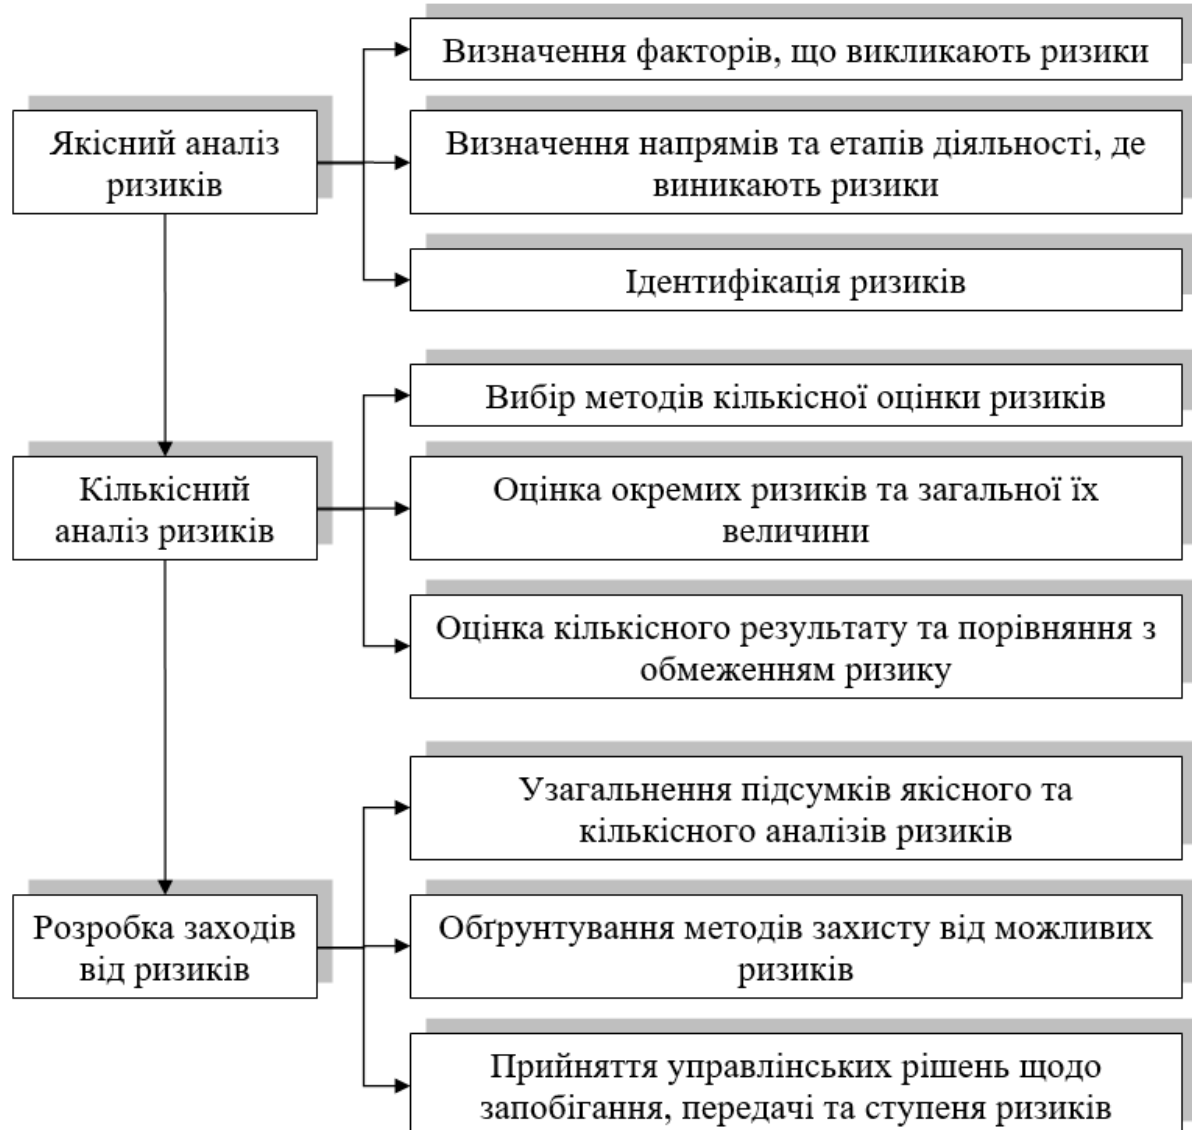 Якісний аналіз
ризиків
Визначення факторів, що викликають ризики
Визначення напрямів та етапів діяльності, де
виникають ризики
Ідентифікація ризиків
Кількісний
аналіз ризиків
Вибір методів кількісної оцінки ризиків
Оцінка окремих ризиків та загальної їх
величини
Оцінка кількісного результату та порівняння з
обмеженням ризику
Розробка заходів
від ризиків
Узагальнення підсумків якісного та
кількісного аналізів ризиків
Обґрунтування методів захисту від можливих
ризиків
Прийняття управлінських рішень щодо
запобігання, передачі та ступеня ризиків